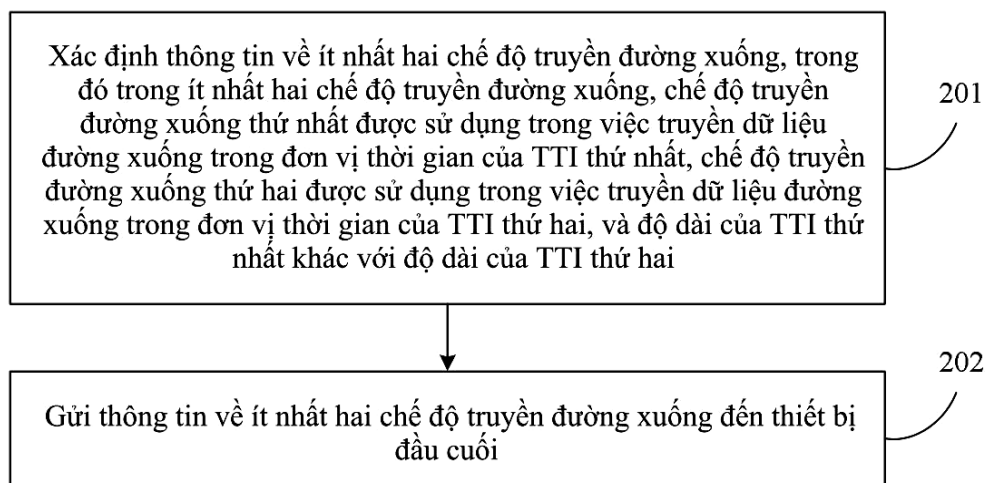 Xác định thông tin về ít nhất hai chế độ truyền đường xuống, trong
đó trong ít nhất hai chế độ truyền đường xuống, chế độ truyền
đường xuống thứ nhất được sử dụng trong việc truyền dữ liệu
đường xuống trong đơn vị thời gian của TTI thứ nhất, chế độ truyền
đường xuống thứ hai được sử dụng trong việc truyền dữ liệu đường
xuống trong đơn vị thời gian của TTI thứ hai, và độ dài của TTI thứ
nhất khác với độ dài của TTI thứ hai
201
Gửi thông tin về ít nhất hai chế độ truyền đường xuống đến thiết bị
đầu cuối
202